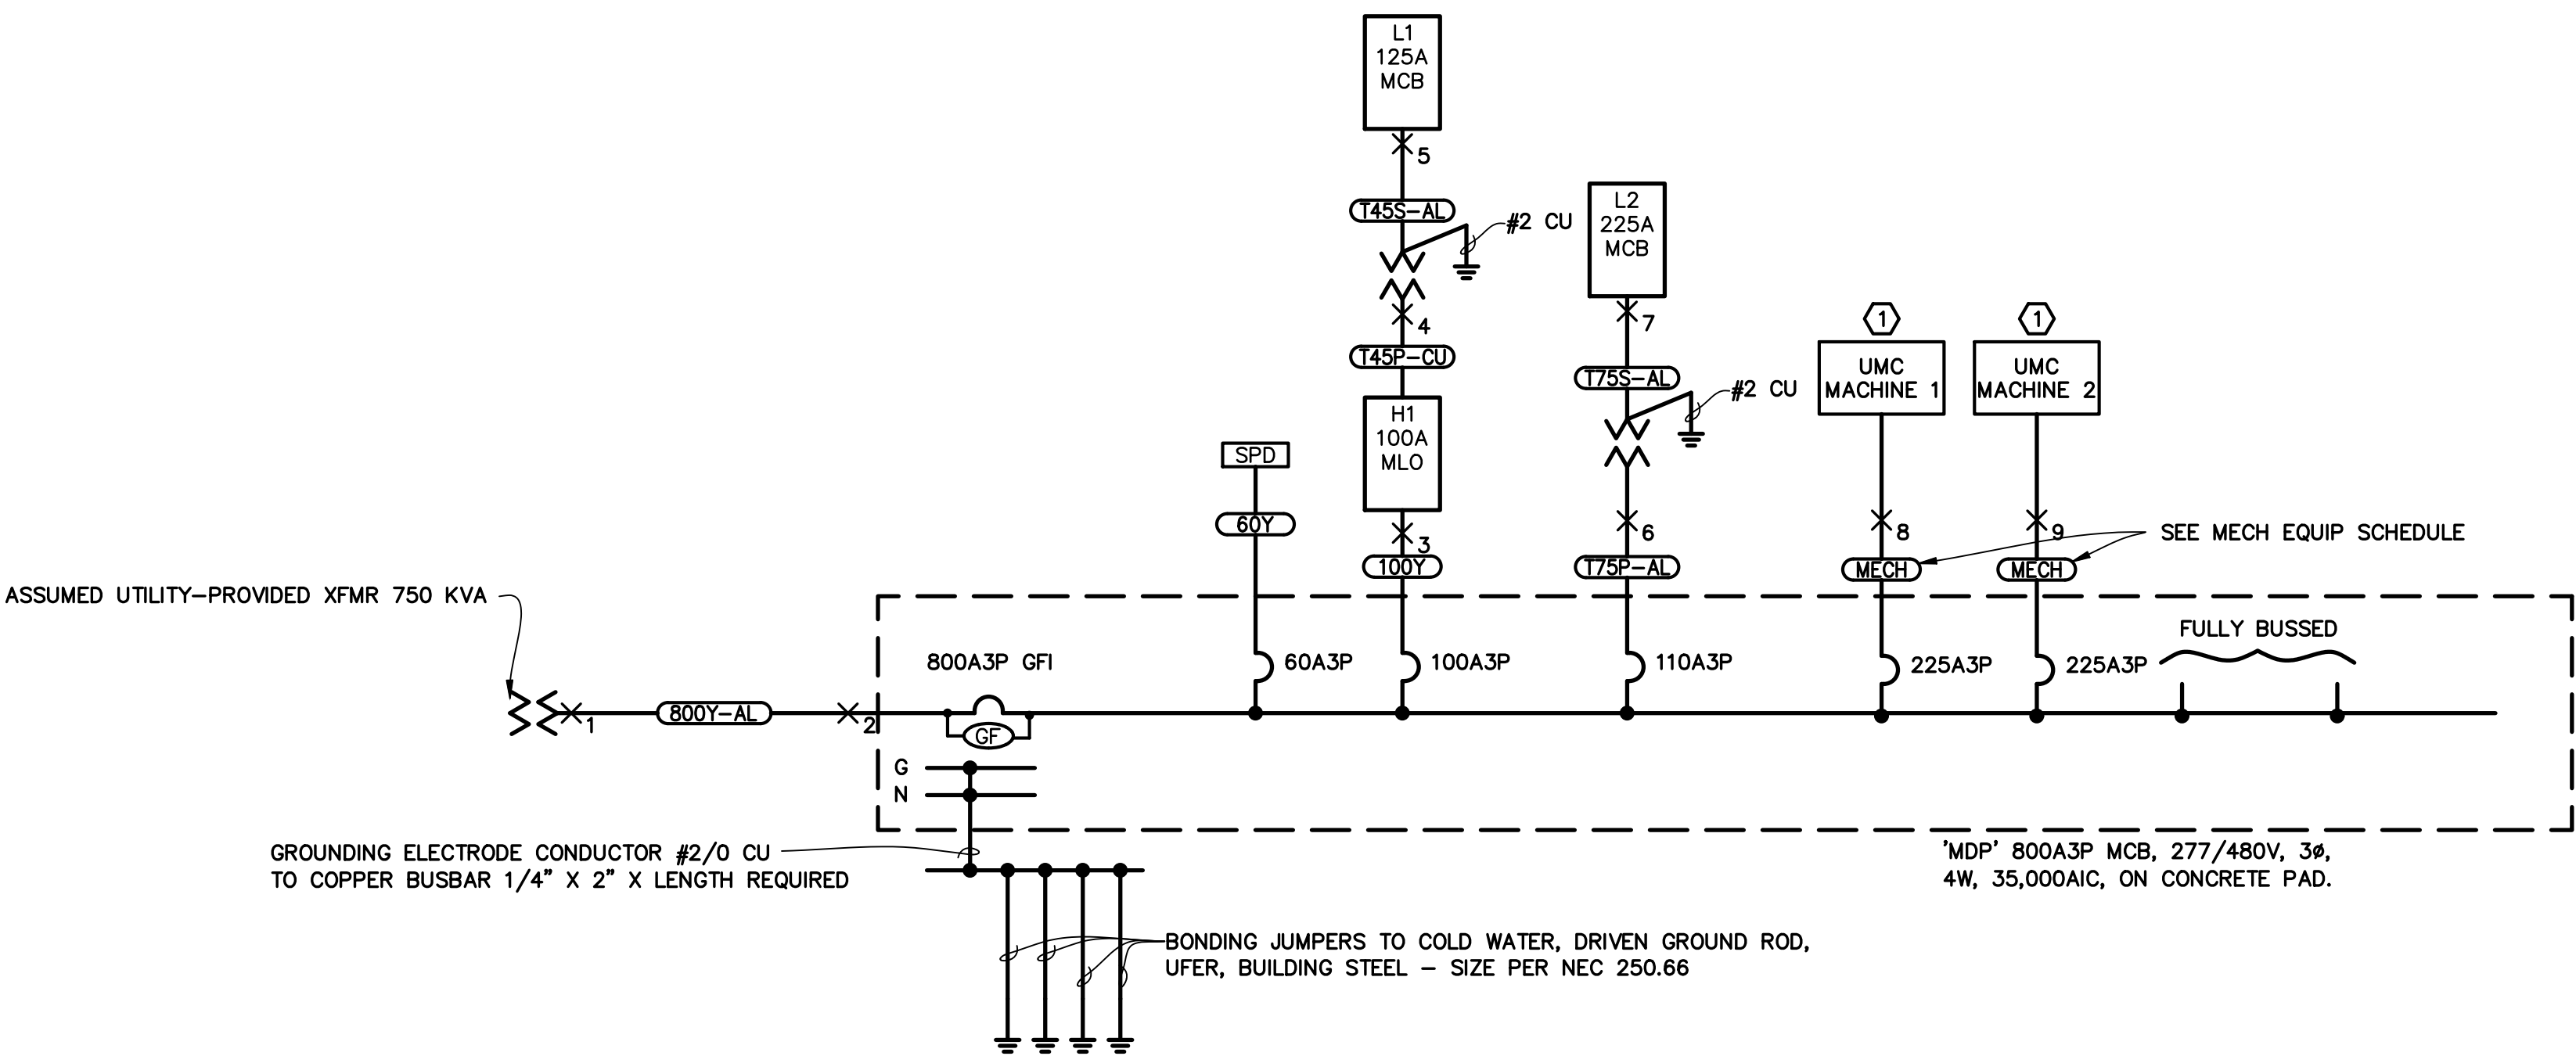 L1
125A
MCB
5
T45S-AL
#2 CU
4
T45P-CU
H1
100A
MLO
3
100Y
L2
225A
MCB
7
T75S-AL
#2 CU
6
T75P-AL
SPD
60Y
1
UMC
MACHINE 1
8
MECH
1
UMC
MACHINE 2
9
MECH
SEE MECH EQUIP SCHEDULE
ASSUMED UTILITY-PROVIDED XFMR 750 KVA
1
800Y-AL
2
800A3P GFI
GF
60A3P
100A3P
110A3P
225A3P
225A3P
FULLY BUSSED
G
N
GROUNDING ELECTRODE CONDUCTOR #2/0 CU
TO COPPER BUSBAR 1/4" X 2" X LENGTH REQUIRED
'MDP' 800A3P MCB, 277/480V, 3ø,
4W, 35,000AIC, ON CONCRETE PAD.
BONDING JUMPERS TO COLD WATER, DRIVEN GROUND ROD,
UFER, BUILDING STEEL - SIZE PER NEC 250.66